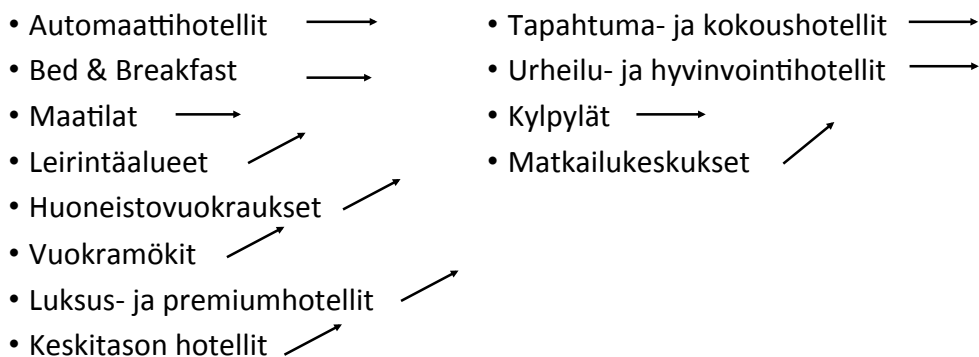 • Automaattihotellit
• Bed & Breakfast
• Maatilat
• Leirintäalueet
• Huoneistovuokraukset
• Vuokramökit
• Luksus- ja premiumhotellit
• Keskitason hotellit
• Tapahtuma- ja kokoushotellit
• Urheilu- ja hyvinvointihotellit
• Kylpylät
• Matkailukeskukset